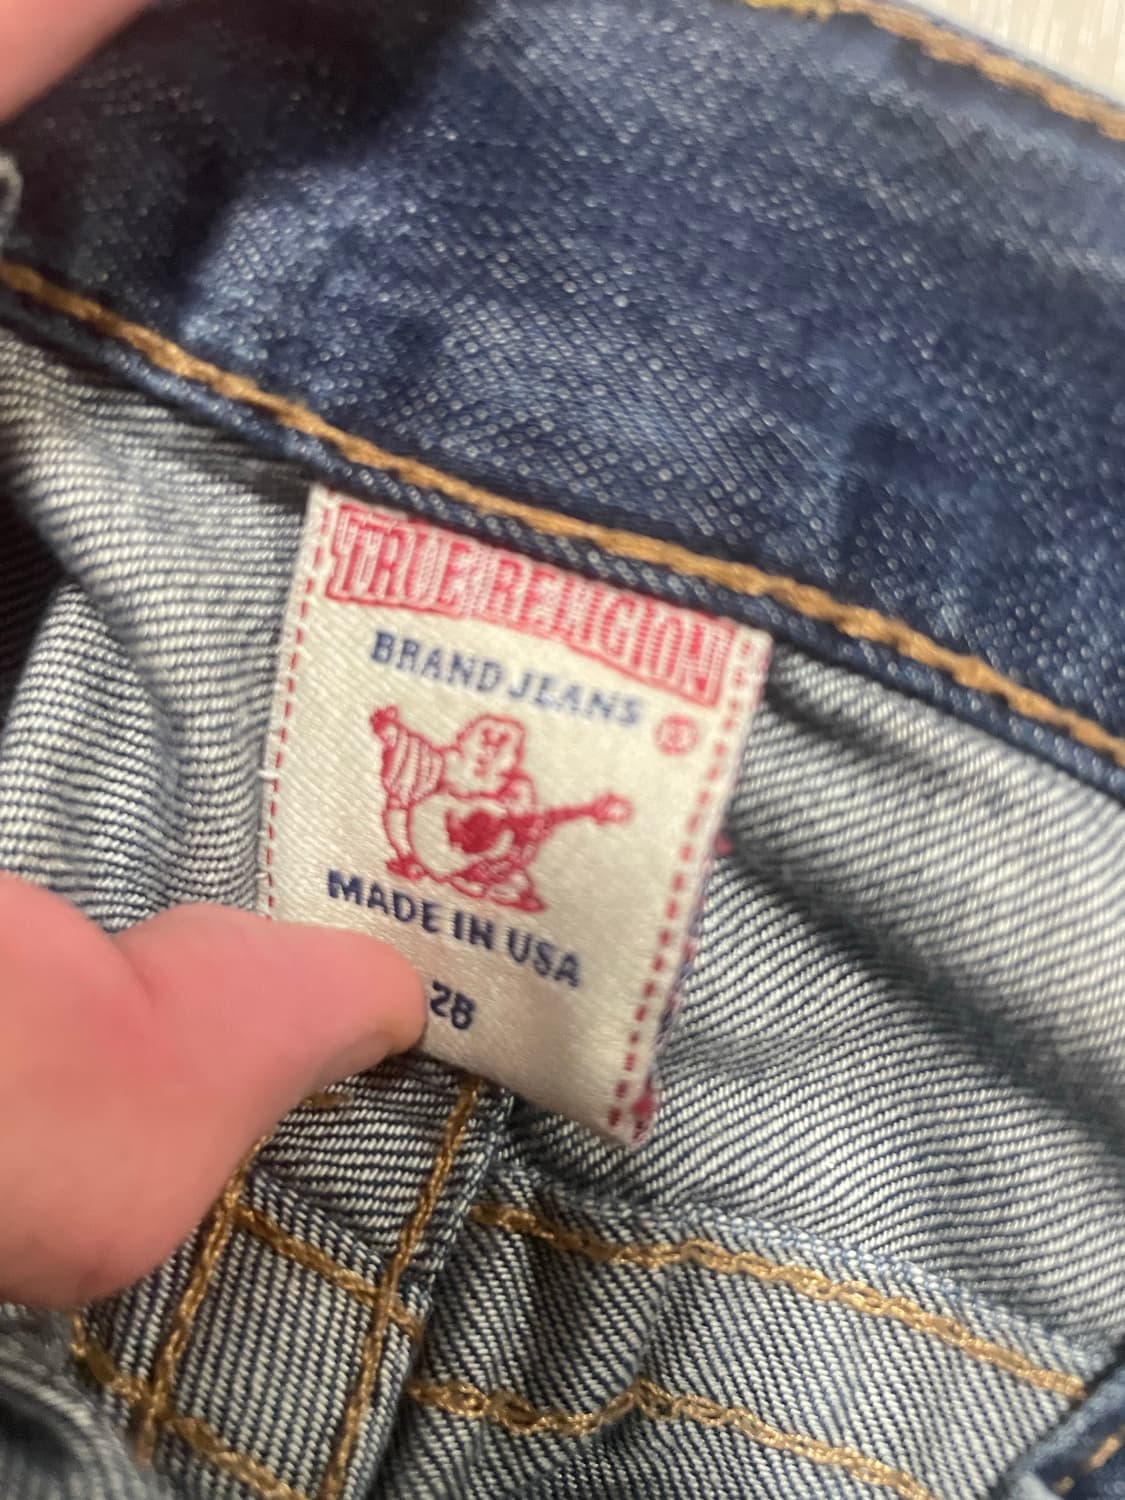 TRUE RELIGION
BRAND JEANS ®
MADE IN USA
28